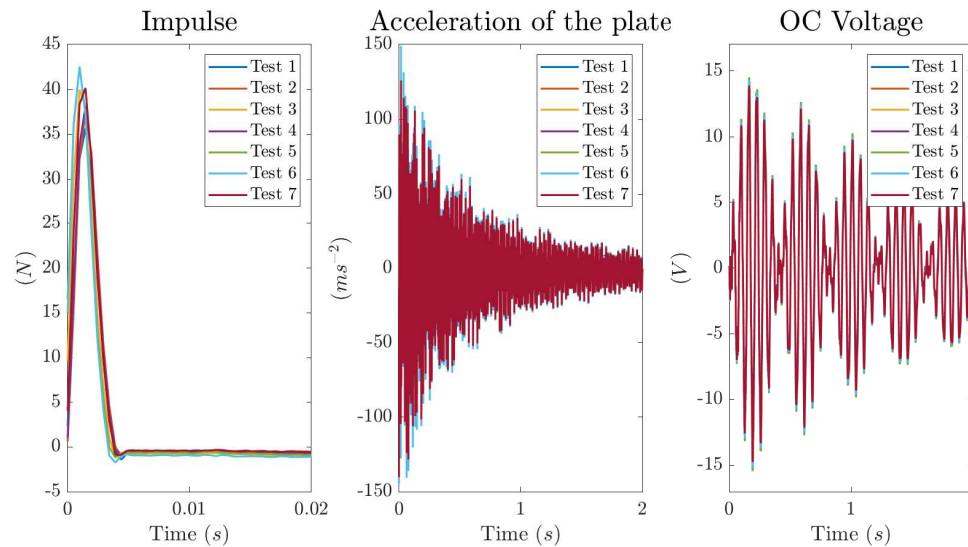 Impulse
45
40
35
30
25
20
15
10
5
0
-5
(N)
0
0.01
0.02
Time (s)
Test 1
Test 2
Test 3
Test 4
Test 5
Test 6
Test 7
Acceleration of the plate
150
100
50
0
-50
-100
-150
(ms⁻²)
0
1
2
Time (s)
Test 1
Test 2
Test 3
Test 4
Test 5
Test 6
Test 7
OC Voltage
15
10
5
0
-5
-10
-15
(V)
0
1
Time (s)
Test 1
Test 2
Test 3
Test 4
Test 5
Test 6
Test 7